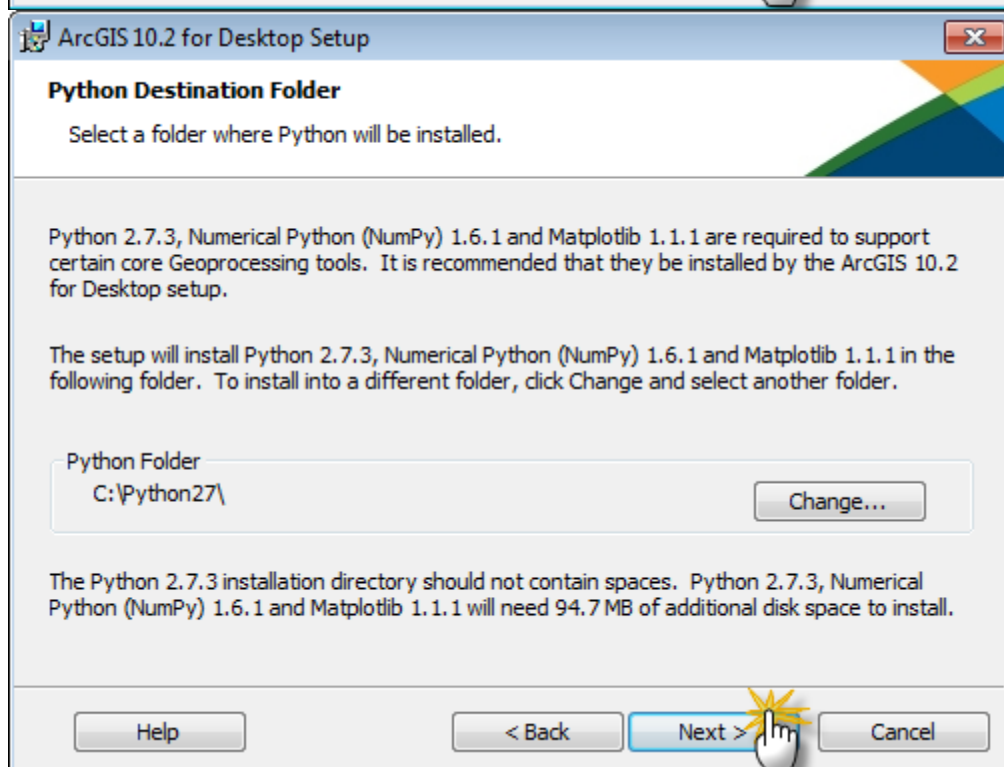 ArcGIS 10.2 for Desktop Setup
Python Destination Folder
Select a folder where Python will be installed.
Python 2.7.3, Numerical Python (NumPy) 1.6.1 and Matplotlib 1.1.1 are required to support
certain core Geoprocessing tools.  It is recommended that they be installed by the ArcGIS 10.2
for Desktop setup.
The setup will install Python 2.7.3, Numerical Python (NumPy) 1.6.1 and Matplotlib 1.1.1 in the
following folder.  To install into a different folder, click Change and select another folder.
Python Folder
C:\Python27\
Change...
The Python 2.7.3 installation directory should not contain spaces.  Python 2.7.3, Numerical
Python (NumPy) 1.6.1 and Matplotlib 1.1.1 will need 94.7 MB of additional disk space to install.
Help
< Back
Next >
Cancel